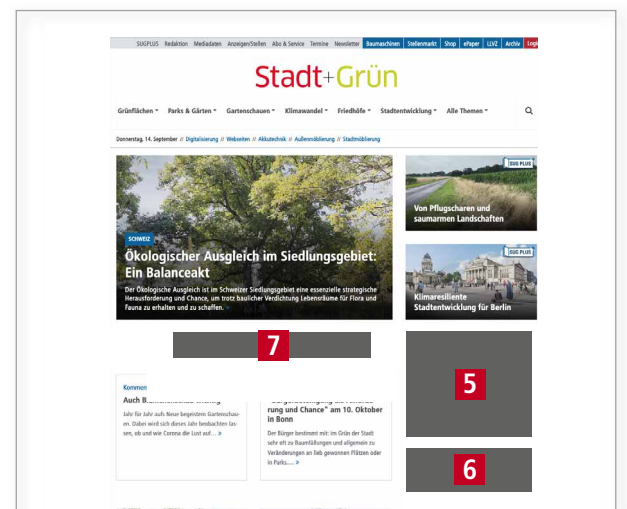 SUGPLUS Redaktion Mediadaten Anzeigen/Stellen Abo & Service Termine Newsletter Baumaschinen Stellenmarkt Shop ePaper LLVZ Archiv Login
Stadt+Grün
Grünflächen Parks & Gärten Gartenschauen Klimawandel Friedhöfe Stadtentwicklung Alle Themen
Donnerstag, 14. September // Digitalisierung // Webseiten // Akkutechnik // Außenmöblierung // Stadtmöblierung
SCHWEIZ
Ökologischer Ausgleich im Siedlungsgebiet:
Ein Balanceakt
Der Ökologische Ausgleich ist im Schweizer Siedlungsgebiet eine essenzielle strategische
Herausforderung und Chance, um trotz baulicher Verdichtung Lebensräume für Flora und
Fauna zu erhalten und zu schaffen.
SUG PLUS
Von Pflugscharen und
saumarmen Landschaften
SUG PLUS
Klimaresiliente
Stadtentwicklung für Berlin
7
5
6
Kommen
Auch
Jahr für Jahr aufs Neue begeistern Gartenschau-
en. Dabei wird sich dieses Jahr beobachten las-
sen, ob und wie Corona die Lust auf... »
rung und Chance" am 10. Oktober
in Bonn
Der Bürger bestimmt mit: im Grün der Stadt
sehr oft zu Baumfällungen und allgemein zu
Veränderungen an lieb gewonnen Plätzen oder
in Parks.... »